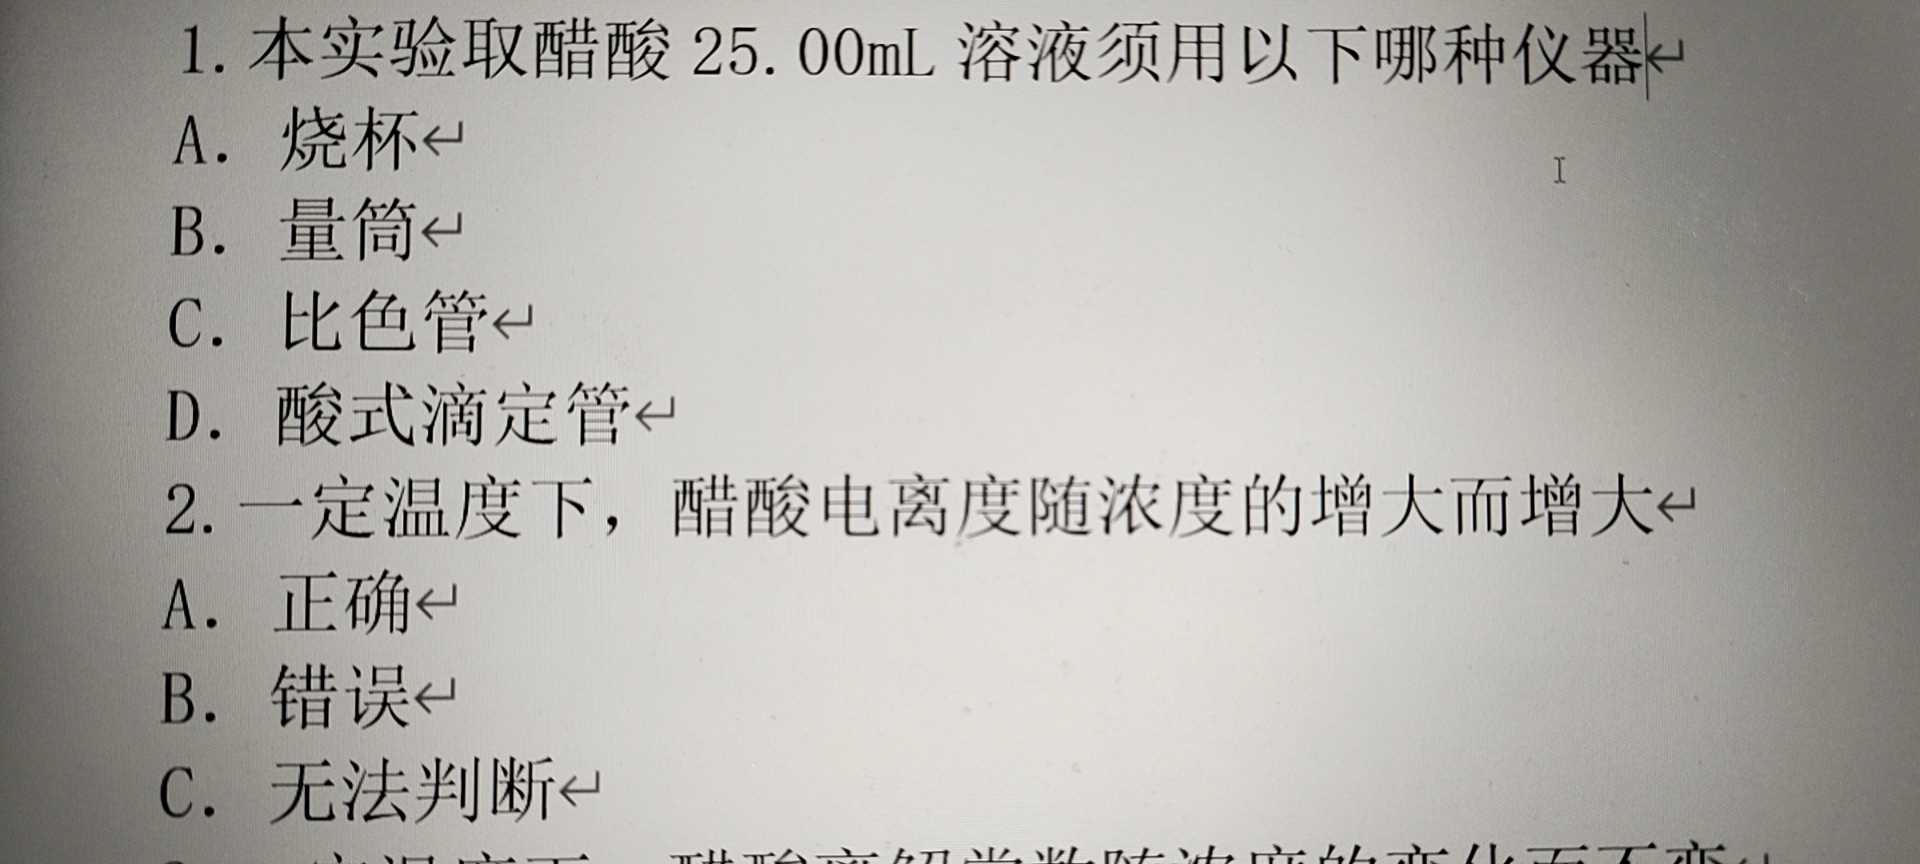 1.本实验取醋酸 25.00mL 溶液须用以下哪种仪器
A. 烧杯
B. 量筒
C. 比色管
D. 酸式滴定管
2.一定温度下，醋酸电离度随浓度的增大而增大
A. 正确
B. 错误
C. 无法判断